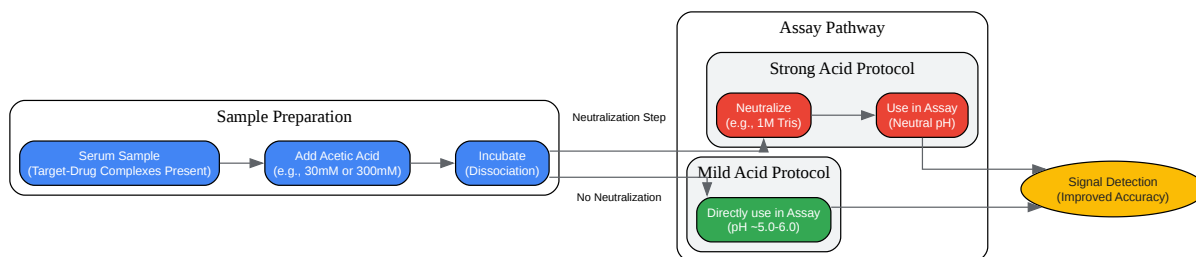 Assay Pathway
Strong Acid Protocol
Sample Preparation
Neutralize
(e.g., 1M Tris)
Use in Assay
(Neutral pH)
Neutralization Step
Serum Sample
(Target-Drug Complexes Present)
Add Acetic Acid
(e.g., 30mM or 300mM)
Incubate
(Dissociation)
Mild Acid Protocol
No Neutralization
Directly use in Assay
(pH ~5.0-6.0)
Signal Detection
(Improved Accuracy)